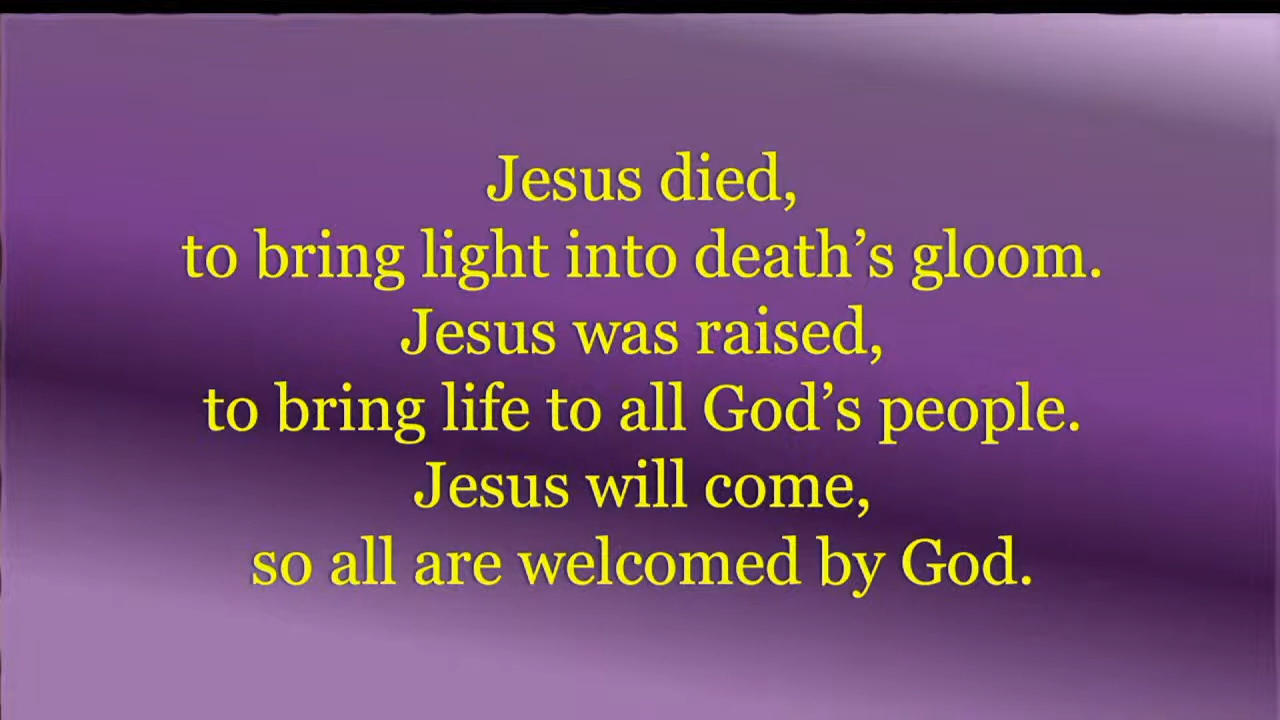 Jesus died,
to bring light into death’s gloom.
Jesus was raised,
to bring life to all God’s people.
Jesus will come,
so all are welcomed by God.